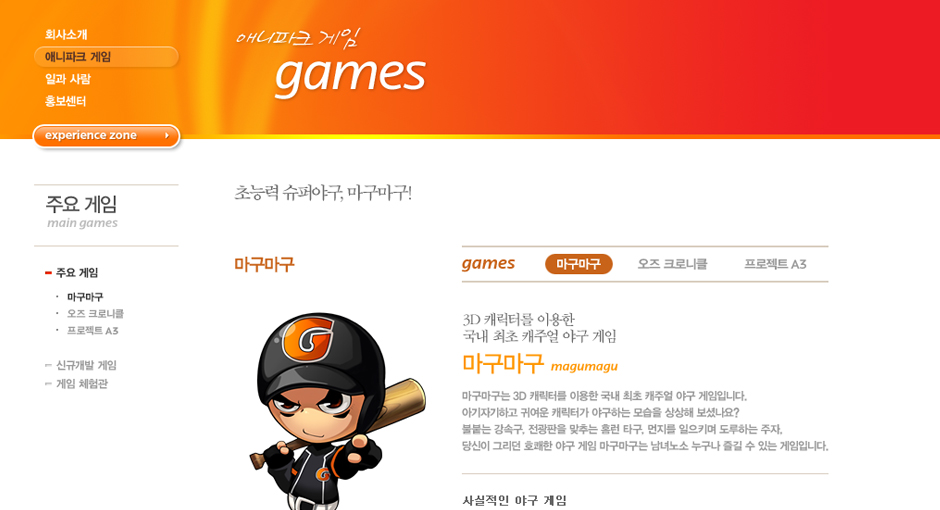 회사소개
애니파크 게임
일과 사람
홍보센터
experience zone
애니파크 게임
games
주요 게임
main games
주요 게임
마구마구
오즈 크로니클
프로젝트 A3
신규개발 게임
게임 체험관
초능력 슈퍼야구, 마구마구!
마구마구
G
G
games
마구마구
오즈 크로니클
프로젝트 A3
3D 캐릭터를 이용한
국내 최초 캐주얼 야구 게임
마구마구 magumagu
마구마구는 3D 캐릭터를 이용한 국내 최초 캐주얼 야구 게임입니다.
아기자기하고 귀여운 캐릭터가 야구하는 모습을 상상해 보셨나요?
불붙는 강속구, 전광판을 맞추는 홈런 타구, 먼지를 일으키며 도루하는 주자,
당신이 그리던 호쾌한 야구 게임 마구마구는 남녀노소 누구나 즐길 수 있는 게임입니다.
사실적인 야구 게임